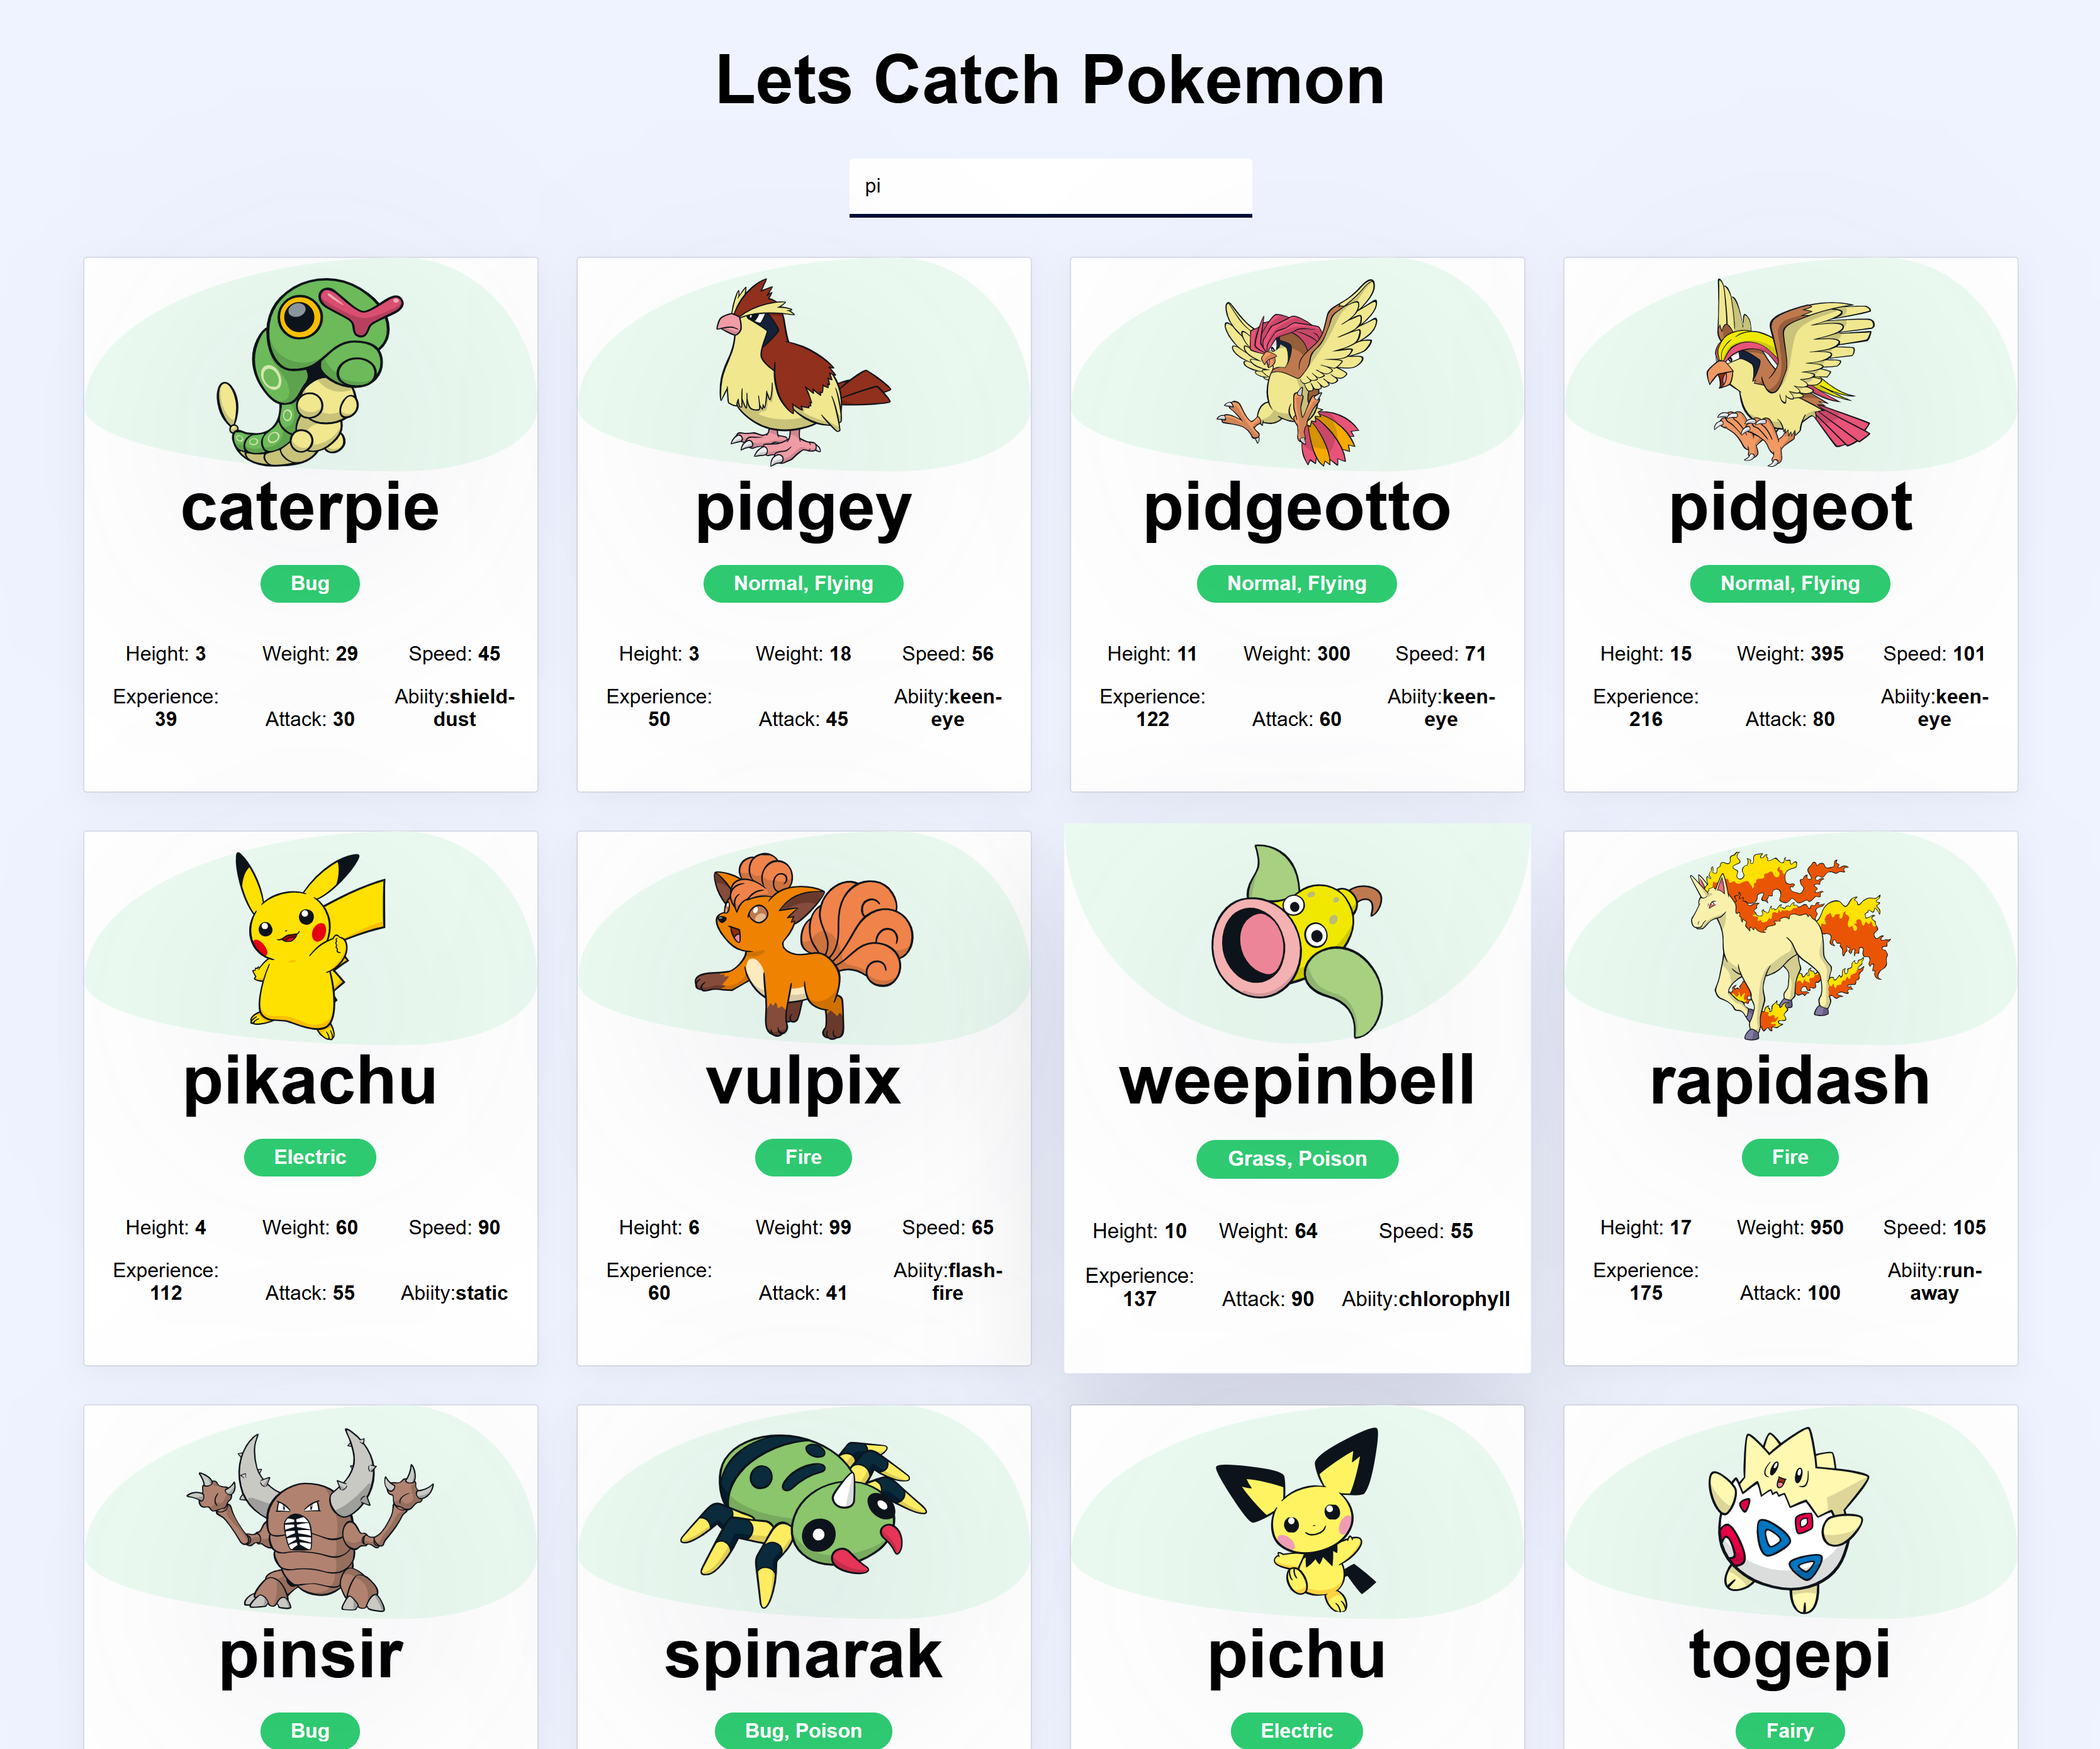 Lets Catch Pokemon
pi
caterpie
Bug
Height: 3 Weight: 29 Speed: 45
Experience: 39 Attack: 30 Abiity:shield-dust
pidgey
Normal, Flying
Height: 3 Weight: 18 Speed: 56
Experience: 50 Attack: 45 Abiity:keen-eye
pidgeotto
Normal, Flying
Height: 11 Weight: 300 Speed: 71
Experience: 122 Attack: 60 Abiity:keen-eye
pidgeot
Normal, Flying
Height: 15 Weight: 395 Speed: 101
Experience: 216 Attack: 80 Abiity:keen-eye
pikachu
Electric
Height: 4 Weight: 60 Speed: 90
Experience: 112 Attack: 55 Abiity:static
vulpix
Fire
Height: 6 Weight: 99 Speed: 65
Experience: 60 Attack: 41 Abiity:flash-fire
weepinbell
Grass, Poison
Height: 10 Weight: 64 Speed: 55
Experience: 137 Attack: 90 Abiity:chlorophyll
rapidash
Fire
Height: 17 Weight: 950 Speed: 105
Experience: 175 Attack: 100 Abiity:run-away
pinsir
Bug
spinarak
Bug, Poison
pichu
Electric
togepi
Fairy